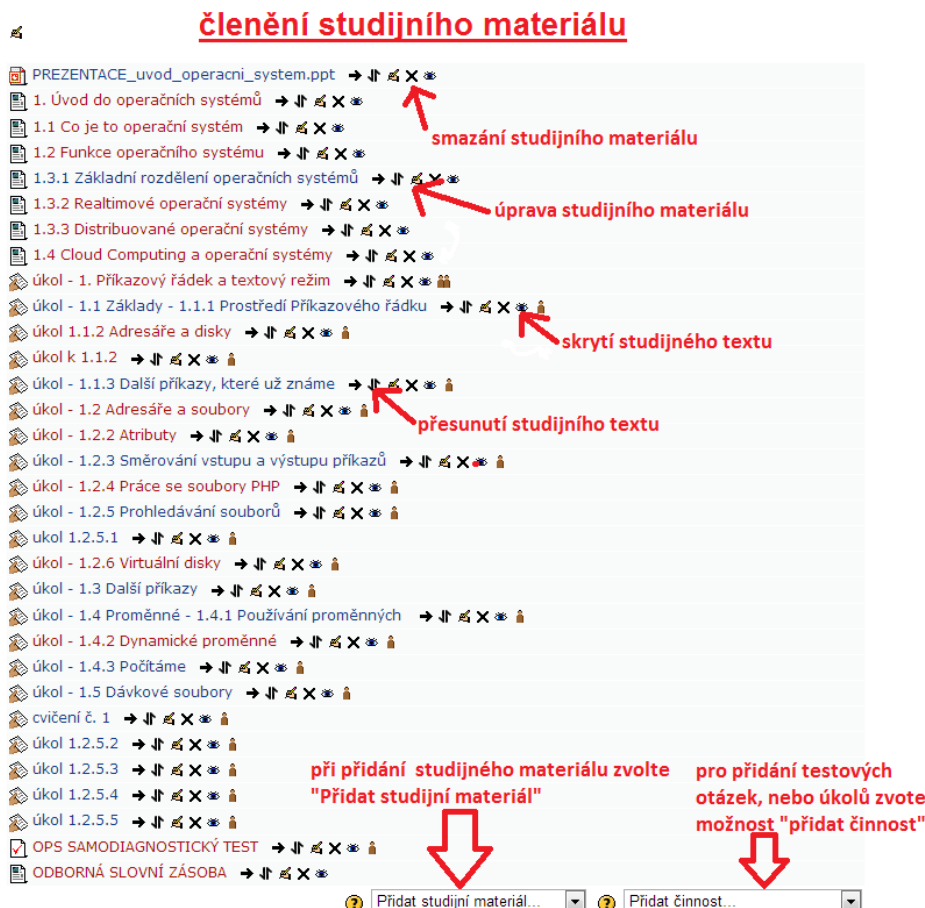 členění studijního materiálu
PREZENTACE_uvod_operacni_system.ppt
1. Úvod do operačních systémů
1.1 Co je to operační systém
smazání studijního materiálu
1.2 Funkce operačního systému
1.3.1 Základní rozdělení operačních systémů
1.3.2 Realtimové operační systémy
úprava studijního materiálu
1.3.3 Distribuované operační systémy
1.4 Cloud Computing a operační systémy
úkol - 1. Příkazový řádek a textový režim
úkol - 1.1 Základy - 1.1.1 Prostředí Příkazového řádku
úkol 1.1.2 Adresáře a disky
skrytí studijného textu
úkol k 1.1.2
úkol - 1.1.3 Další příkazy, které už známe
úkol - 1.2 Adresáře a soubory
přesunutí studijního textu
úkol - 1.2.2 Atributy
úkol - 1.2.3 Směrování vstupu a výstupu příkazů
úkol - 1.2.4 Práce se soubory PHP
úkol - 1.2.5 Prohledávání souborů
ukol 1.2.5.1
úkol - 1.2.6 Virtuální disky
úkol - 1.3 Další příkazy
úkol - 1.4 Proměnné - 1.4.1 Používání proměnných
úkol - 1.4.2 Dynamické proměnné
úkol - 1.4.3 Počítáme
úkol - 1.5 Dávkové soubory
cvičení č. 1
úkol 1.2.5.2
úkol 1.2.5.3
úkol 1.2.5.4
úkol 1.2.5.5
při přidání studijného materiálu zvolte
"Přidat studijní materiál"
pro přidání testových
otázek, nebo úkolů zvote
možnost "přidat činnost"
OPS SAMODIAGNOSTICKÝ TEST
ODBORNÁ SLOVNÍ ZÁSOBA
Přidat studijní materiál...
Přidat činnost...